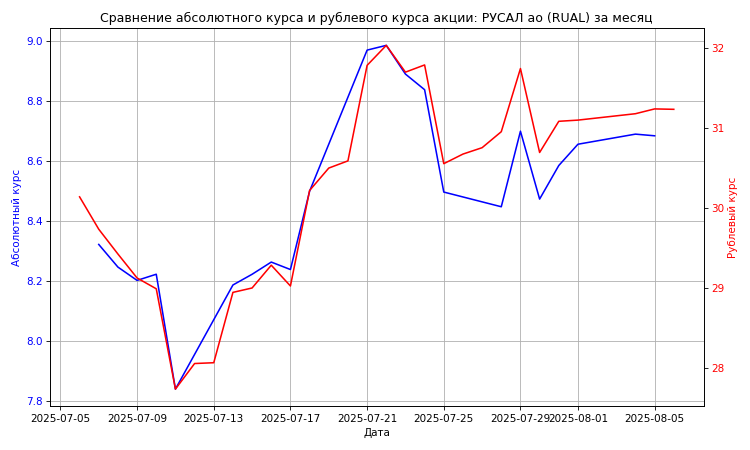 Сравнение абсолютного курса и рублевого курса акции: РУСАЛ ао (RUAL) за месяц
9.0
8.8
8.6
8.4
8.2
8.0
7.8
Абсолютный курс
32
31
30
29
28
Рублевый курс
2025-07-05 2025-07-09 2025-07-13 2025-07-17 2025-07-21 2025-07-25 2025-07-29 2025-08-01 2025-08-05
Дата